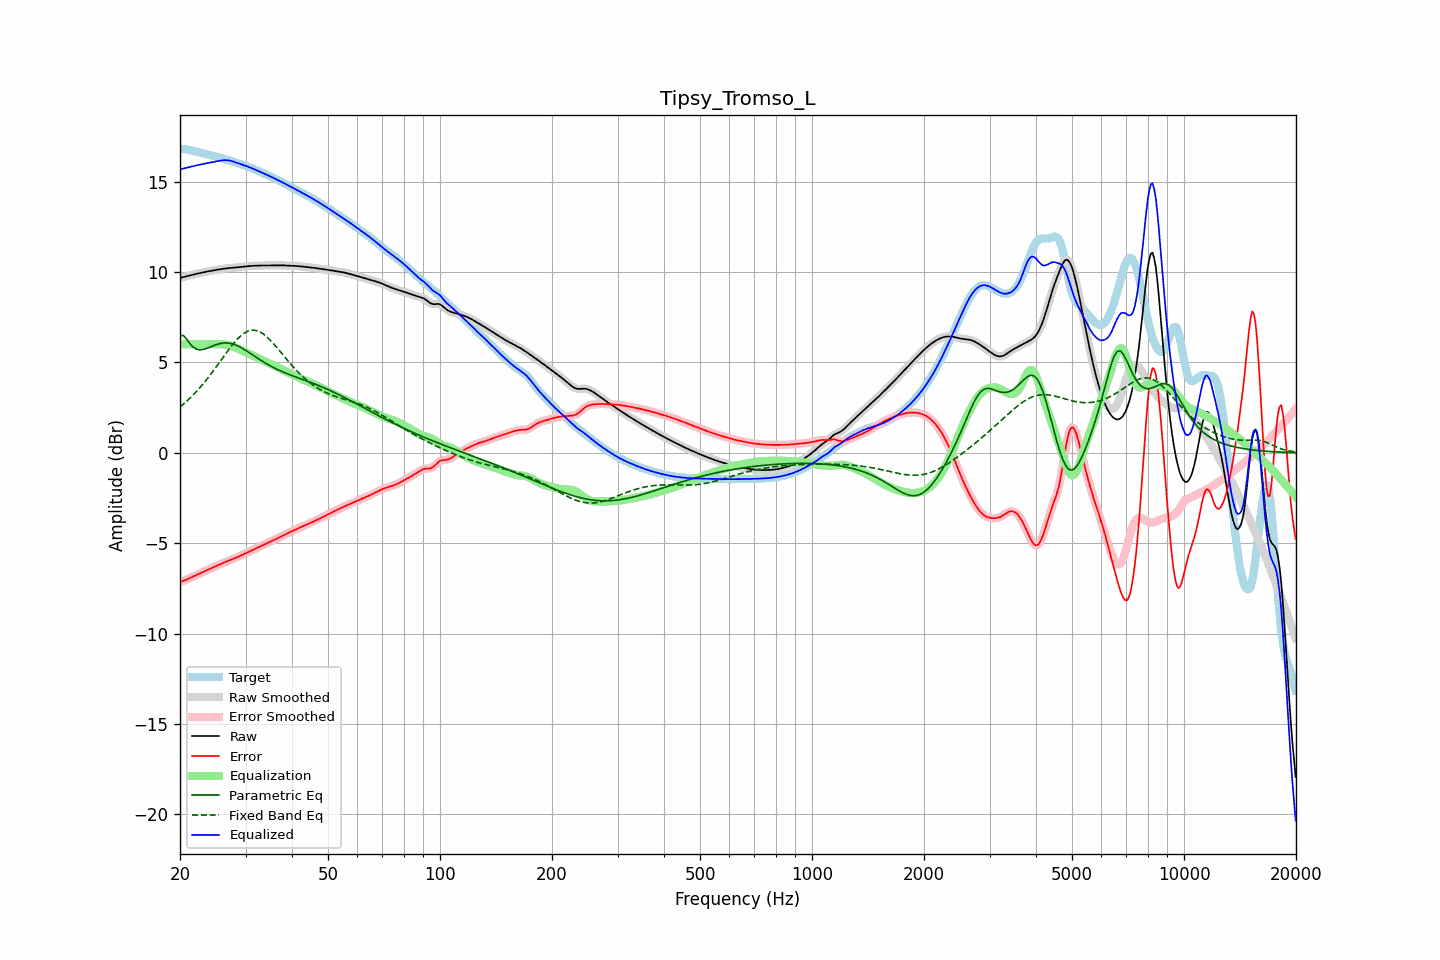 Tipsy_Tromso_L
Amplitude (dBr)
15
10
5
0
−5
−10
−15
−20
Target
Raw Smoothed
Error Smoothed
Raw
Error
Equalization
Parametric Eq
Fixed Band Eq
Equalized
20 50 100 200 500 1000 2000 5000 10000 20000
Frequency (Hz)